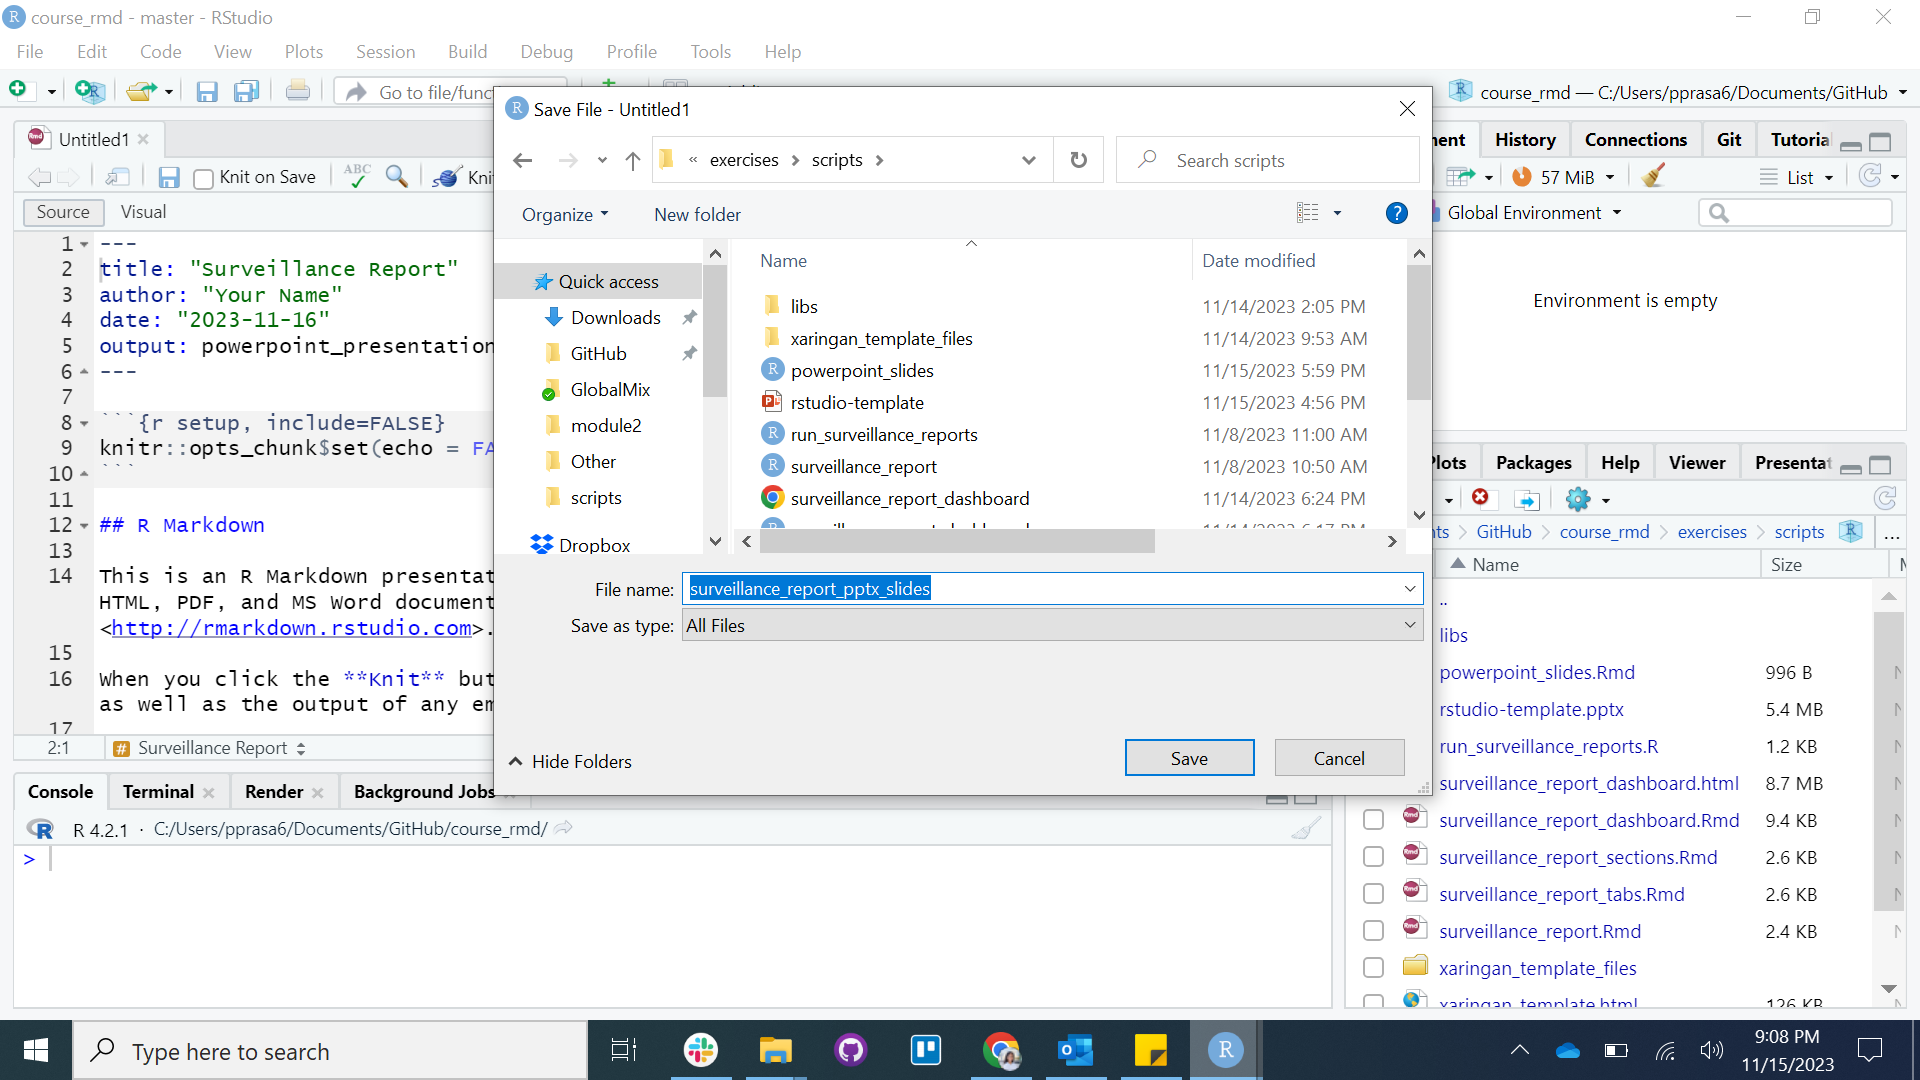 course_rmd - master - RStudio
File Edit Code View Plots Session Build Debug Profile Tools Help
Go to file/func
course_rmd — C:/Users/pprasa6/Documents/GitHub
Untitled1
Knit on Save
ABC
Source Visual
1 ---
2 title: "Surveillance Report"
3 author: "Your Name"
4 date: "2023-11-16"
5 output: powerpoint_presentation
6 ---
7
8 ```{r setup, include=FALSE}
9 knitr::opts_chunk$set(echo = FA
10 ```
11
12 ## R Markdown
13
14 This is an R Markdown presentat
HTML, PDF, and MS Word document
<http://rmarkdown.rstudio.com>.
15
16 When you click the **Knit** but
as well as the output of any em
17
2:1 Surveillance Report
Save File - Untitled1
« exercises > scripts >
Search scripts
Organize New folder
Quick access
Downloads
GitHub
GlobalMix
module2
Other
scripts
Dropbox
Name Date modified
libs 11/14/2023 2:05 PM
xaringan_template_files 11/14/2023 9:53 AM
powerpoint_slides 11/15/2023 5:59 PM
rstudio-template 11/15/2023 4:56 PM
run_surveillance_reports 11/8/2023 11:00 AM
surveillance_report 11/8/2023 10:50 AM
surveillance_report_dashboard 11/14/2023 6:24 PM
File name: surveillance_report_pptx_slides
Save as type: All Files
Hide Folders
Save Cancel
History Connections Git Tutorial
57 MiB List
Global Environment
Environment is empty
Plots Packages Help Viewer Presentat
GitHub > course_rmd > exercises > scripts
Name Size
..
libs
powerpoint_slides.Rmd 996 B
rstudio-template.pptx 5.4 MB
run_surveillance_reports.R 1.2 KB
surveillance_report_dashboard.html 8.7 MB
surveillance_report_dashboard.Rmd 9.4 KB
surveillance_report_sections.Rmd 2.6 KB
surveillance_report_tabs.Rmd 2.6 KB
surveillance_report.Rmd 2.4 KB
xaringan_template_files
xaringan_template.html 126 KB
Console Terminal Render Background Jobs
R 4.2.1 · C:/Users/pprasa6/Documents/GitHub/course_rmd/
>
Type here to search
9:08 PM
11/15/2023